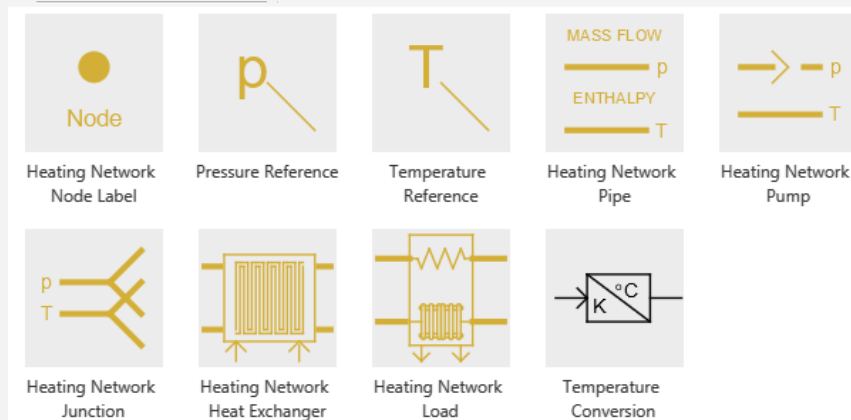 Node
Heating Network
Node Label
p
Pressure Reference
T
Temperature
Reference
MASS FLOW
p
ENTHALPY
T
Heating Network
Pipe
p
T
Heating Network
Pump
p
T
Heating Network
Junction
Heating Network
Heat Exchanger
Heating Network
Load
K °C
Temperature
Conversion